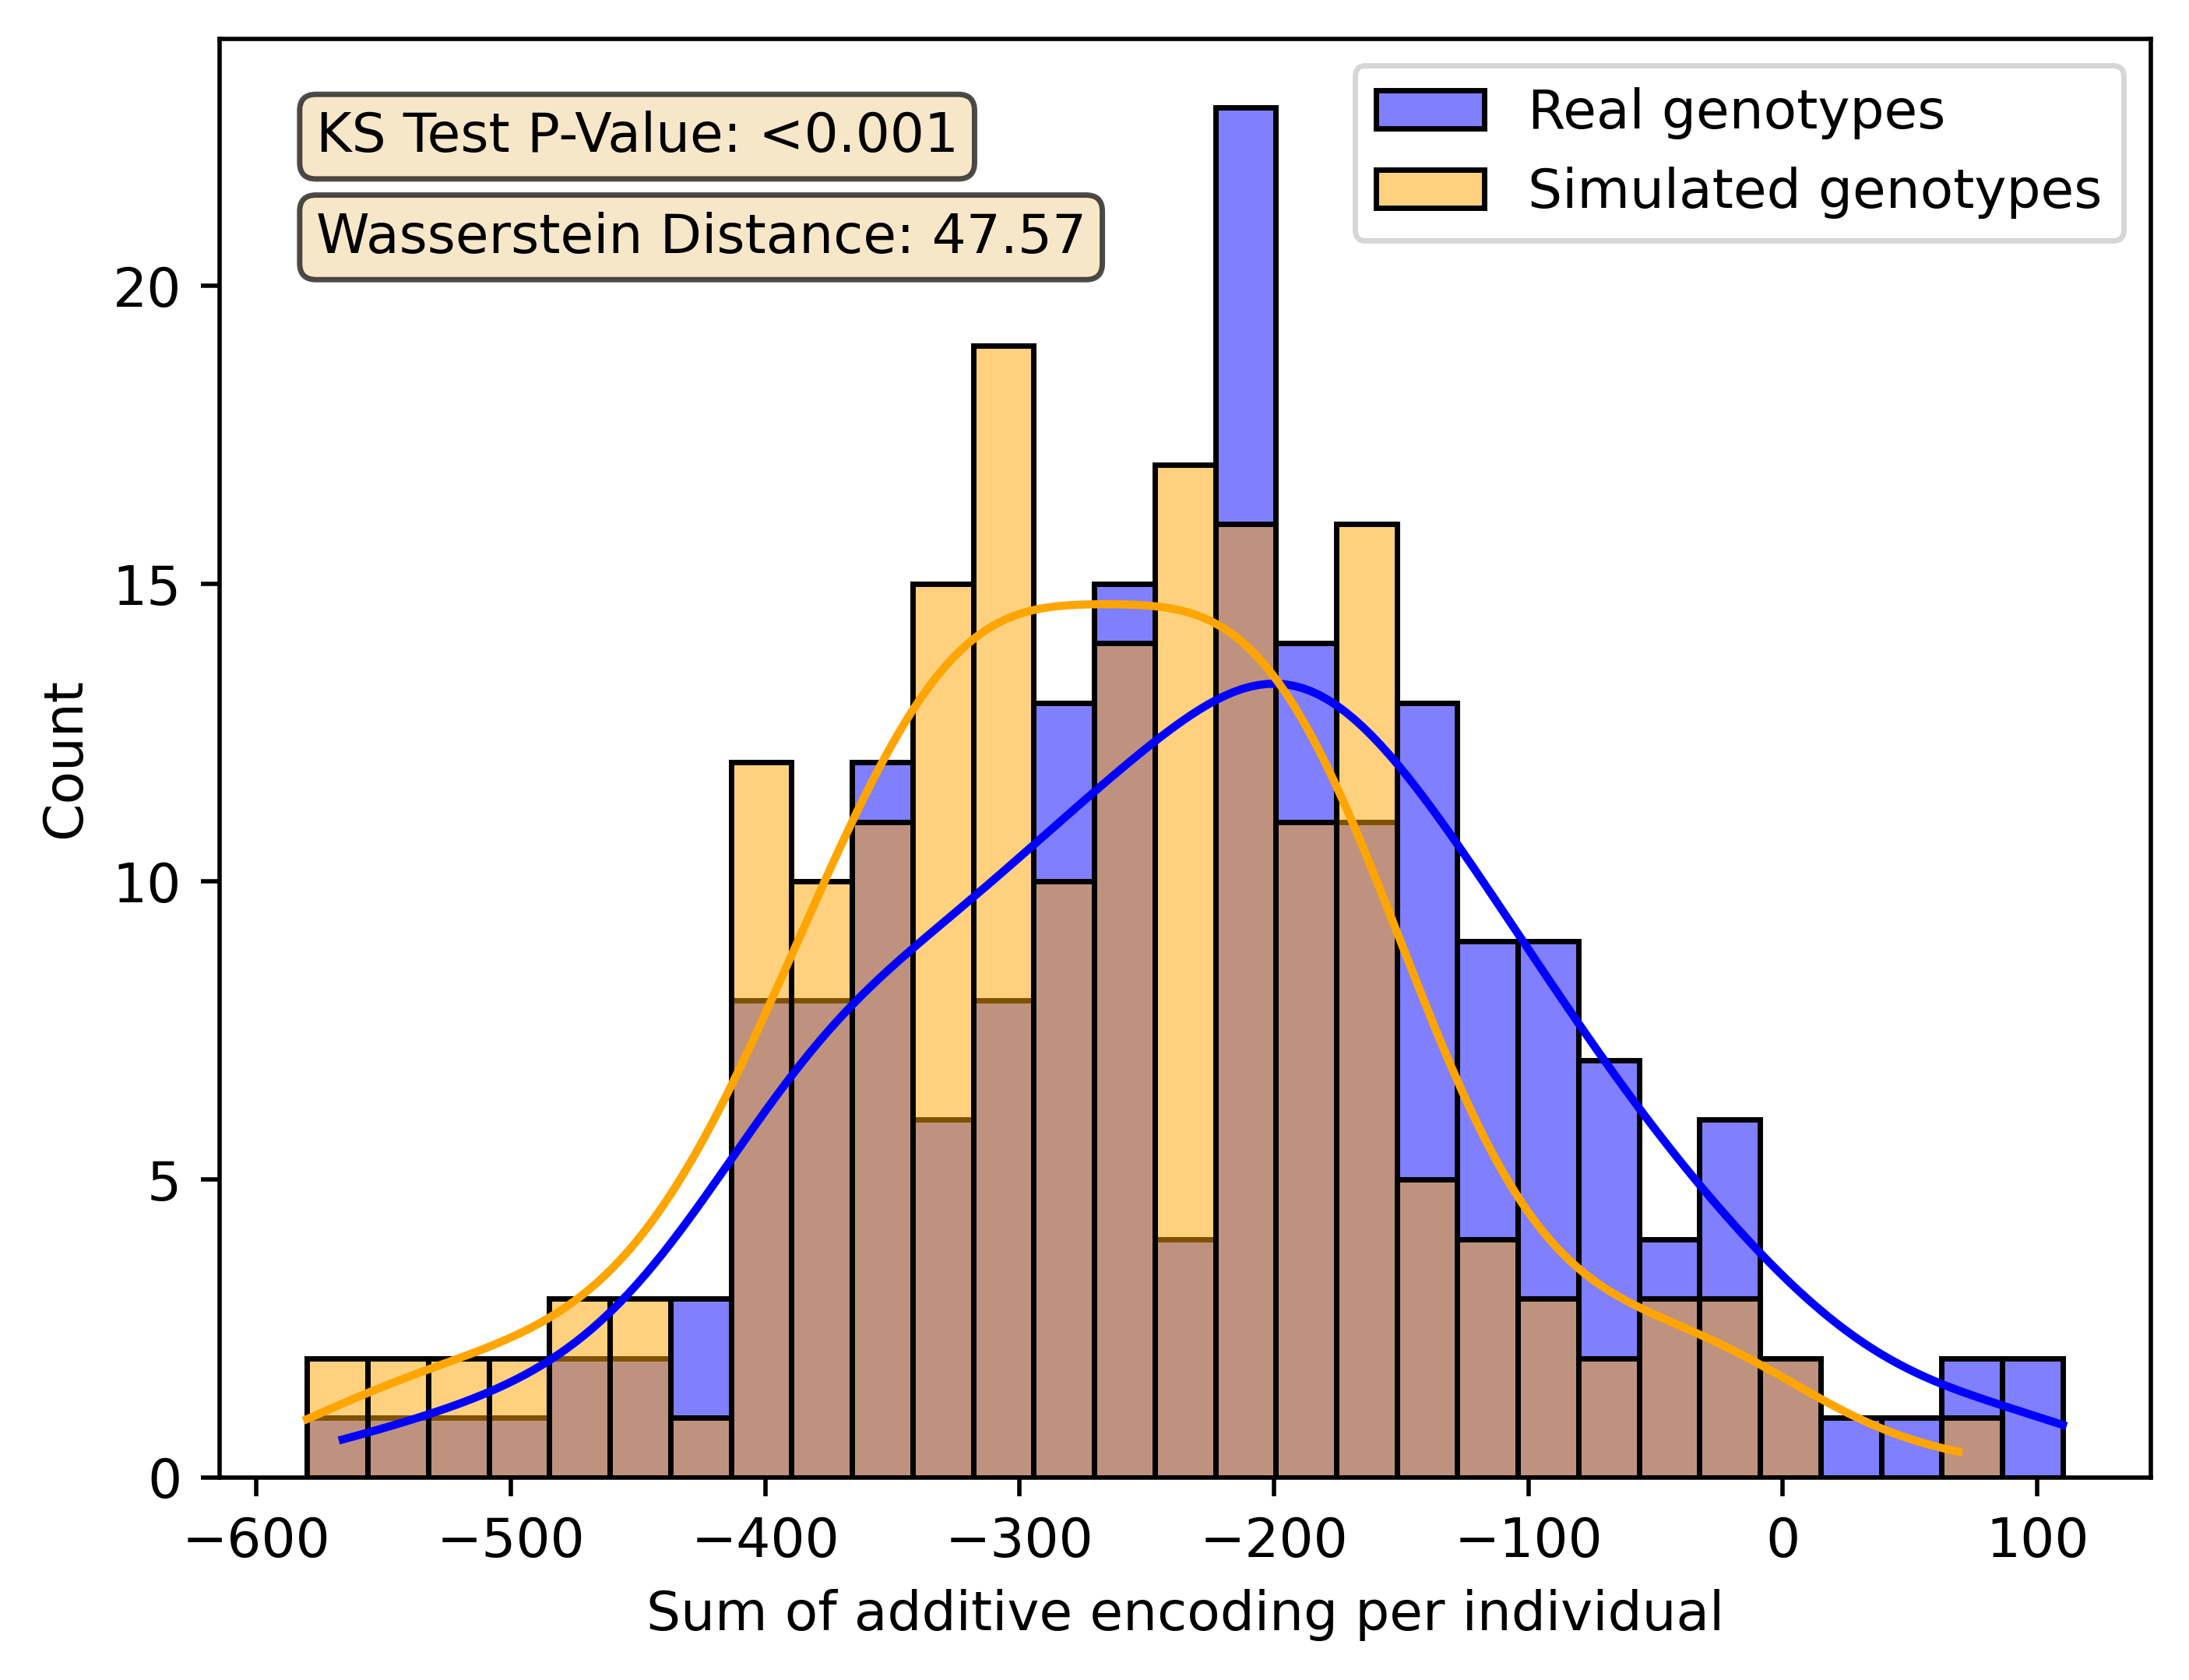 KS Test P-Value: <0.001
Wasserstein Distance: 47.57
Real genotypes
Simulated genotypes
Count
20
15
10
5
0
−600 −500 −400 −300 −200 −100 0 100
Sum of additive encoding per individual